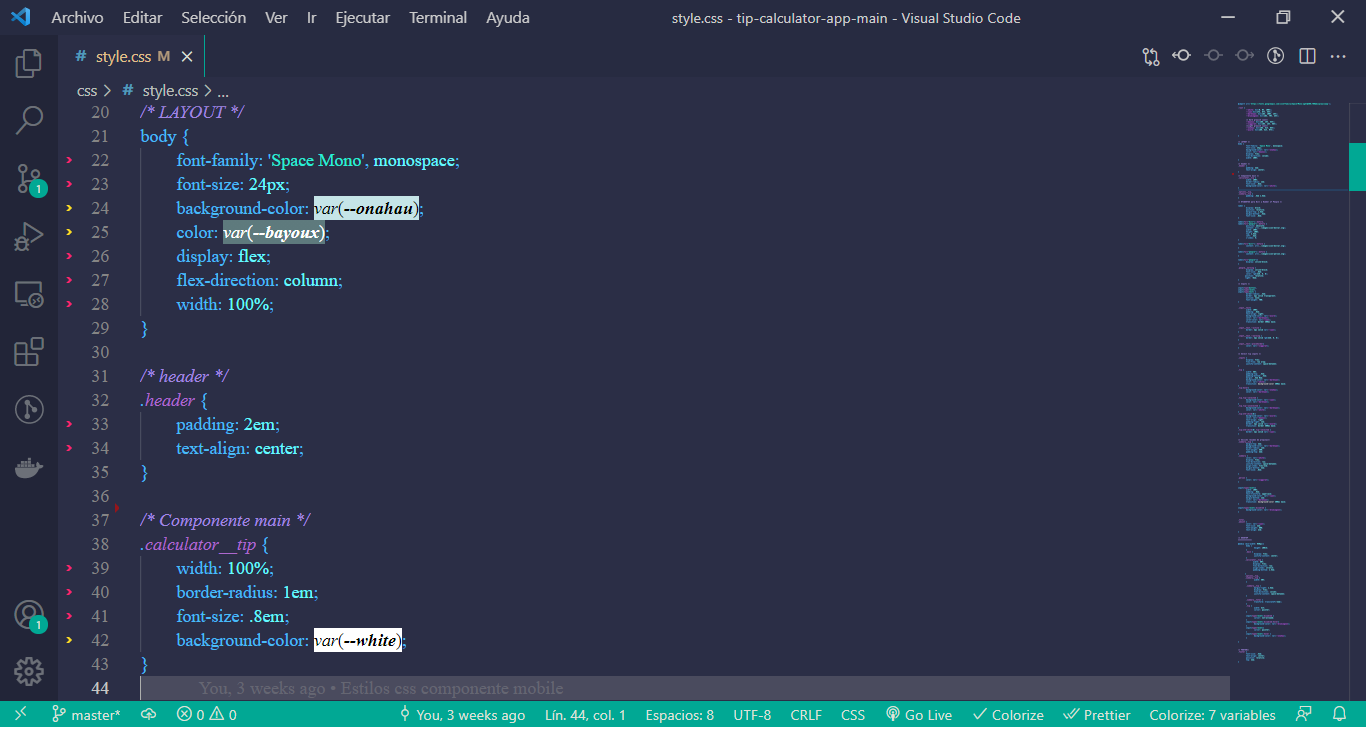 Archivo Editar Selección Ver Ir Ejecutar Terminal Ayuda style.css - tip-calculator-app-main - Visual Studio Code
# style.css M
css > # style.css > ...
20 /* LAYOUT */
21 body {
22 font-family: 'Space Mono', monospace;
23 font-size: 24px;
24 background-color: var(--onahau);
25 color: var(--bayoux);
26 display: flex;
27 flex-direction: column;
28 width: 100%;
29 }
30
31 /* header */
32 .header {
33 padding: 2em;
34 text-align: center;
35 }
36
37 /* Componente main */
38 .calculator__tip {
39 width: 100%;
40 border-radius: 1em;
41 font-size: .8em;
42 background-color: var(--white);
43 }
44 You, 3 weeks ago • Estilos css componente mobile
1
1
master* 0 0 You, 3 weeks ago Lín. 44, col. 1 Espacios: 8 UTF-8 CRLF CSS Go Live Colorize Prettier Colorize: 7 variables